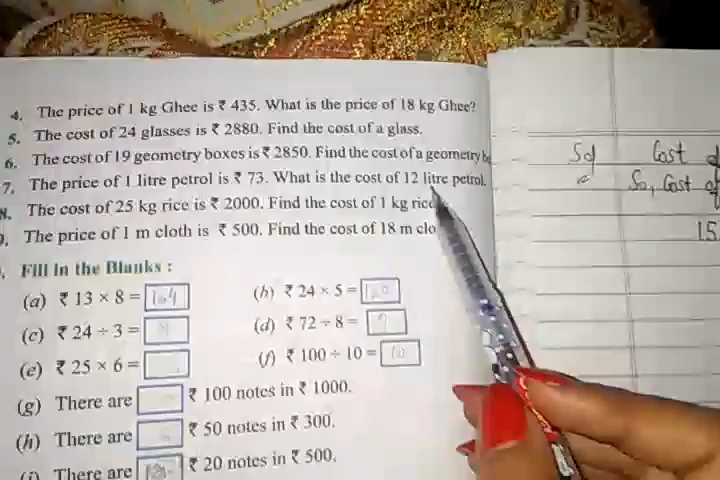 4. The price of 1 kg Ghee is ₹ 435. What is the price of 18 kg Ghee?
5. The cost of 24 glasses is ₹ 2880. Find the cost of a glass.
6. The cost of 19 geometry boxes is ₹ 2850. Find the cost of a geometry b
7. The price of 1 litre petrol is ₹ 73. What is the cost of 12 litre petrol.
8. The cost of 25 kg rice is ₹ 2000. Find the cost of 1 kg rice
9. The price of 1 m cloth is ₹ 500. Find the cost of 18 m clo
Fill in the Blanks :
(a) ₹ 13 × 8 = 104
(b) ₹ 24 × 5 = 120
(c) ₹ 24 ÷ 3 =
(d) ₹ 72 ÷ 8 = 9
(e) ₹ 25 × 6 =
(f) ₹ 100 ÷ 10 = 10
(g) There are ₹ 100 notes in ₹ 1000.
(h) There are ₹ 50 notes in ₹ 300.
(i) There are ₹ 20 notes in ₹ 500.
Sol Cost of
So, Cost of
15